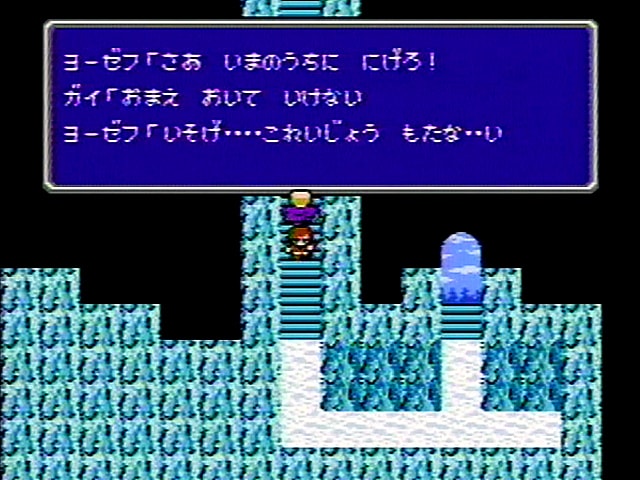 ヨーゼフ「さあ　いまのうちに　にげろ！
ガイ「おまえ　おいて　いけない
ヨーゼフ「いそげ‥‥これいじょう　もたな‥い